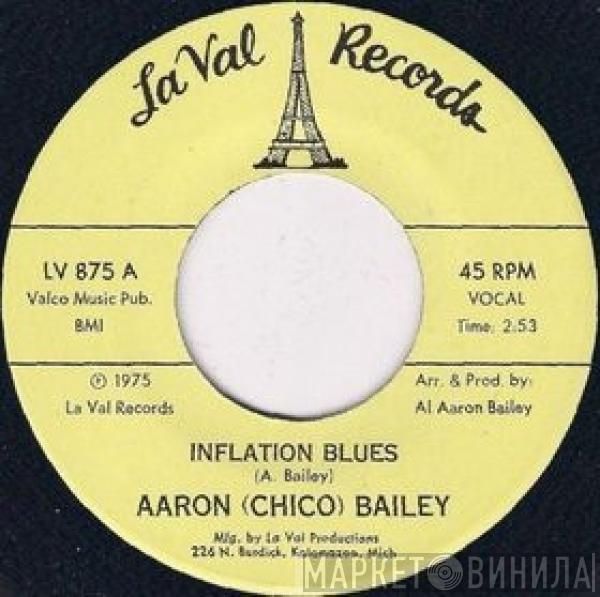 La Val Records
LV 875 A
Valco Music Pub.
BMI
45 RPM
VOCAL
Time: 2:53
℗ 1975
La Val Records
Arr. & Prod. by:
Al Aaron Bailey
INFLATION BLUES
(A. Bailey)
AARON (CHICO) BAILEY
Mfg. by La Val Productions
226 N. Burdick, Kalamazoo, Mich
МАРКЕТ ВИНИЛА